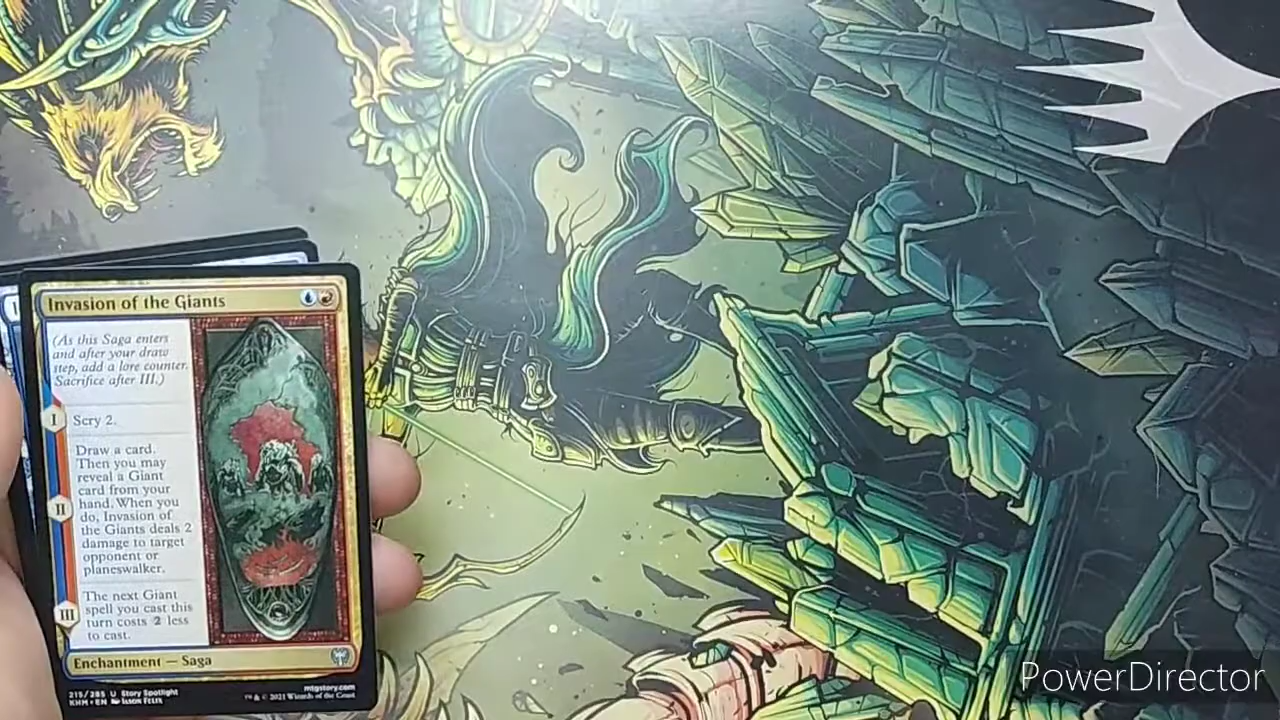 Invasion of the Giants
(As this Saga enters
and after your draw
step, add a lore counter.
Sacrifice after III.)
I
Scry 2.
II
Draw a card.
Then you may
reveal a Giant
card from your
hand. When you
do, Invasion of
the Giants deals 2
damage to target
opponent or
planeswalker.
III
The next Giant
spell you cast this
turn costs 2 less
to cast.
Enchantment — Saga
215/285 U Story Spotlight
KHM • EN JASON FELIX
mtgstory.com
™ & © 2021 Wizards of the Coast
PowerDirector